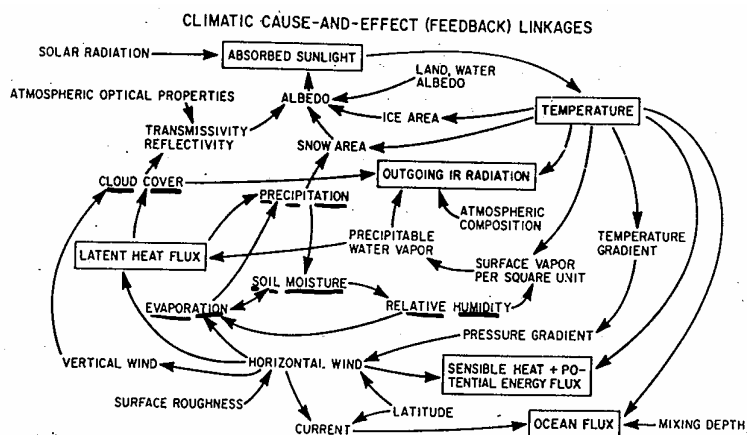 CLIMATIC CAUSE-AND-EFFECT (FEEDBACK) LINKAGES
SOLAR RADIATION
ABSORBED SUNLIGHT
LAND, WATER
ALBEDO
ATMOSPHERIC OPTICAL PROPERTIES
ALBEDO
ICE AREA
TEMPERATURE
TRANSMISSIVITY
REFLECTIVITY
SNOW AREA
CLOUD COVER
OUTGOING IR RADIATION
PRECIPITATION
ATMOSPHERIC
COMPOSITION
LATENT HEAT FLUX
PRECIPITABLE
WATER VAPOR
TEMPERATURE
GRADIENT
SURFACE VAPOR
PER SQUARE UNIT
SOIL MOISTURE
EVAPORATION
RELATIVE HUMIDITY
PRESSURE GRADIENT
VERTICAL WIND
HORIZONTAL WIND
SENSIBLE HEAT + PO-
TENTIAL ENERGY FLUX
SURFACE ROUGHNESS
LATITUDE
CURRENT
OCEAN FLUX
MIXING DEPTH